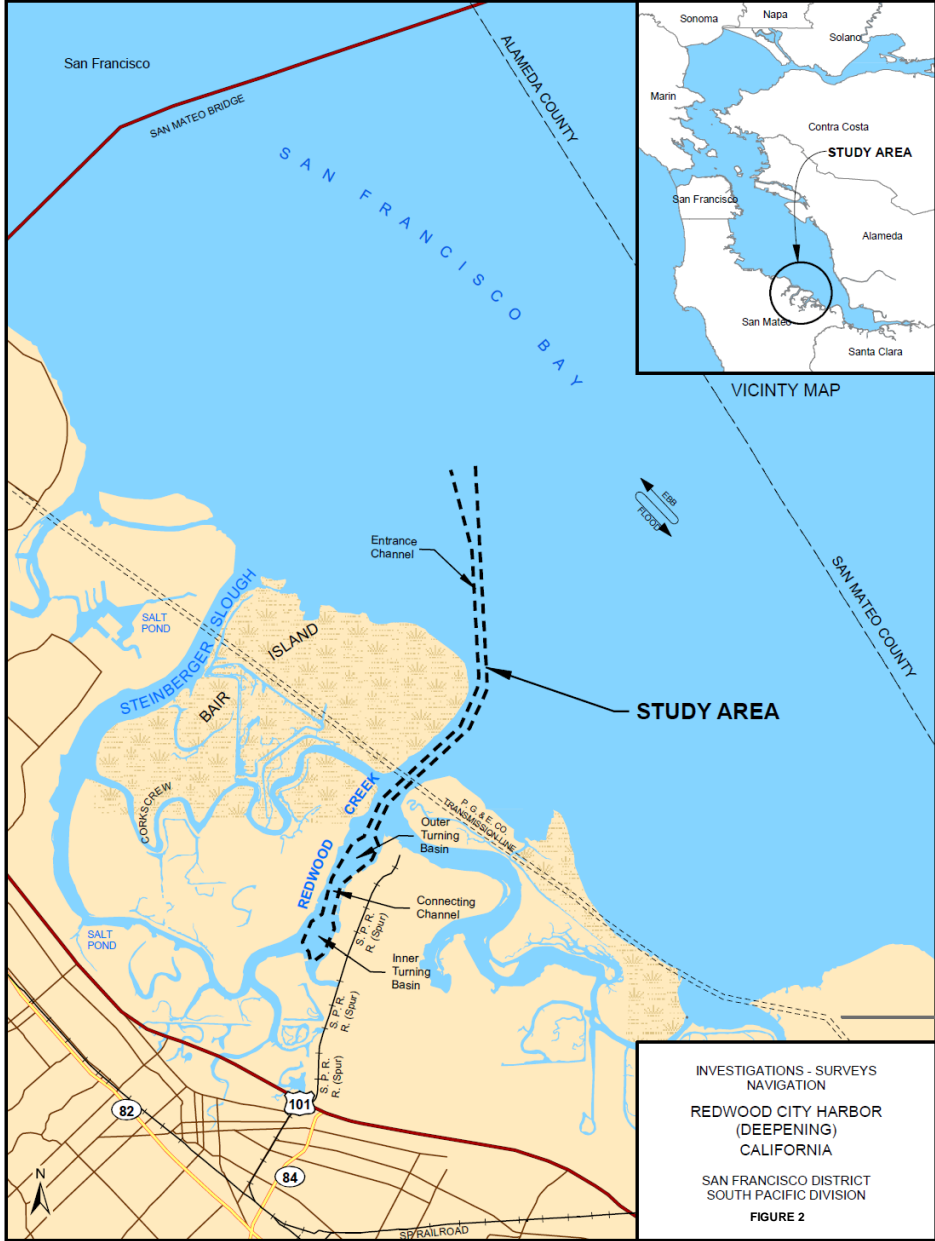 San Francisco
SAN MATEO BRIDGE
ALAMEDA COUNTY
SAN FRANCISCO BAY
Sonoma
Napa
Solano
Marin
Contra Costa
STUDY AREA
San Francisco
Alameda
San Mateo
Santa Clara
VICINTY MAP
EBB
FLOOD
SAN MATEO COUNTY
Entrance
Channel
STUDY AREA
SALT
POND
STEINBERGER SLOUGH
BAIR ISLAND
CORKSCREW
REDWOOD CREEK
P. G. & E. CO.
TRANSMISSION LINE
Outer
Turning
Basin
Connecting
Channel
Inner
Turning
Basin
S. P. R.
R. (Spur)
S. P. R.
R. (Spur)
S. P. R.
R. (Spur)
SALT
POND
82
101
84
N
SP RAILROAD
INVESTIGATIONS - SURVEYS
NAVIGATION
REDWOOD CITY HARBOR
(DEEPENING)
CALIFORNIA
SAN FRANCISCO DISTRICT
SOUTH PACIFIC DIVISION
FIGURE 2